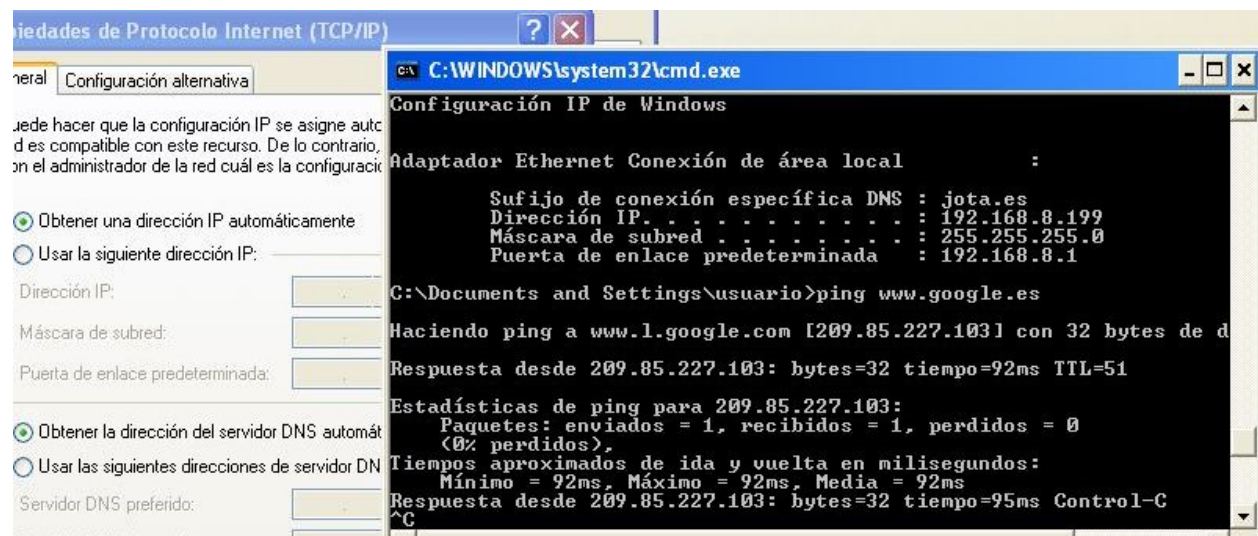 iedades de Protocolo Internet (TCP/IP)
neral Configuración alternativa
uede hacer que la configuración IP se asigne auto
d es compatible con este recurso. De lo contrario,
on el administrador de la red cuál es la configuració
Obtener una dirección IP automáticamente
Usar la siguiente dirección IP:
Dirección IP:
Máscara de subred:
Puerta de enlace predeterminada:
Obtener la dirección del servidor DNS automát
Usar las siguientes direcciones de servidor DN
Servidor DNS preferido:
C:\WINDOWS\system32\cmd.exe
Configuración IP de Windows
Adaptador Ethernet Conexión de área local :
Sufijo de conexión específica DNS : jota.es
Dirección IP. . . . . . . . . . . : 192.168.8.199
Máscara de subred . . . . . . . . : 255.255.255.0
Puerta de enlace predeterminada : 192.168.8.1
C:\Documents and Settings\usuario>ping www.google.es
Haciendo ping a www.l.google.com [209.85.227.103] con 32 bytes de d
Respuesta desde 209.85.227.103: bytes=32 tiempo=92ms TTL=51
Estadísticas de ping para 209.85.227.103:
Paquetes: enviados = 1, recibidos = 1, perdidos = 0
(0% perdidos),
Tiempos aproximados de ida y vuelta en milisegundos:
Mínimo = 92ms, Máximo = 92ms, Media = 92ms
Respuesta desde 209.85.227.103: bytes=32 tiempo=95ms Control-C
^C